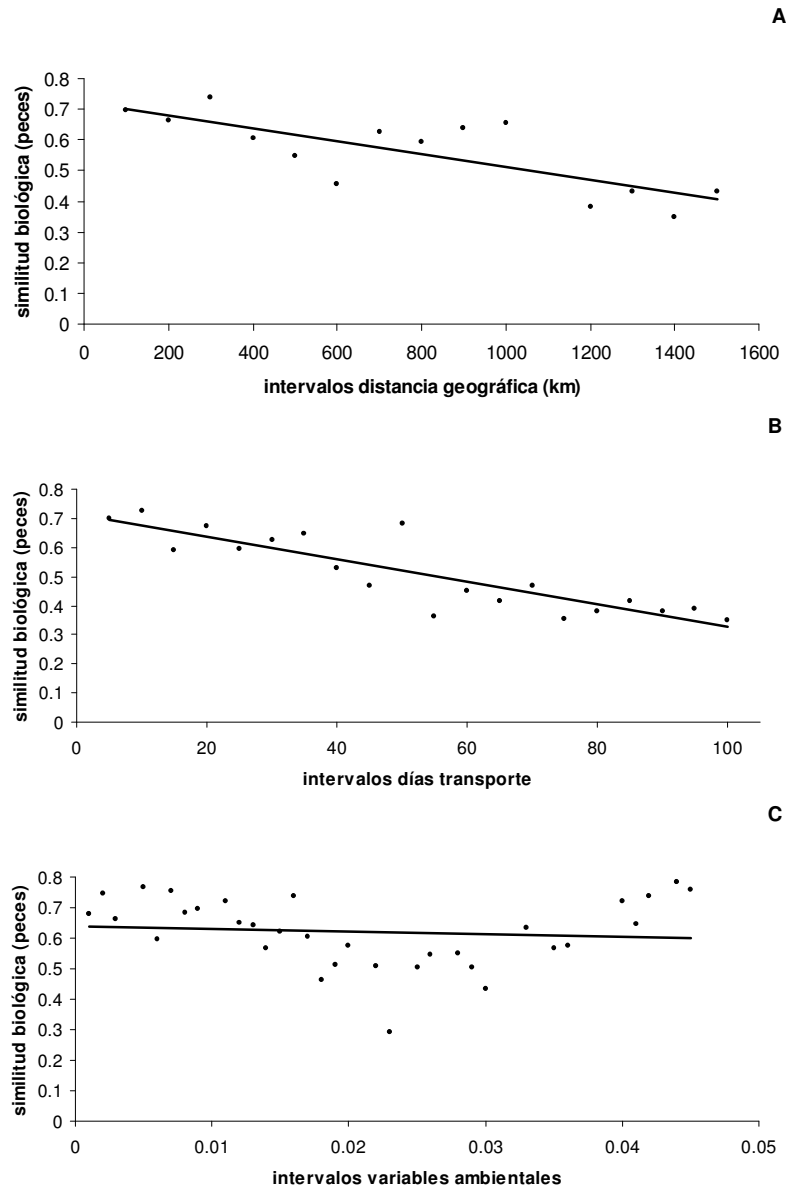 A
similitud biológica (peces)
0.8
0.7
0.6
0.5
0.4
0.3
0.2
0.1
0
0 200 400 600 800 1000 1200 1400 1600
intervalos distancia geográfica (km)
B
similitud biológica (peces)
0.8
0.7
0.6
0.5
0.4
0.3
0.2
0.1
0
0 20 40 60 80 100
intervalos días transporte
C
similitud biológica (peces)
0.8
0.7
0.6
0.5
0.4
0.3
0.2
0.1
0
0 0.01 0.02 0.03 0.04 0.05
intervalos variables ambientales